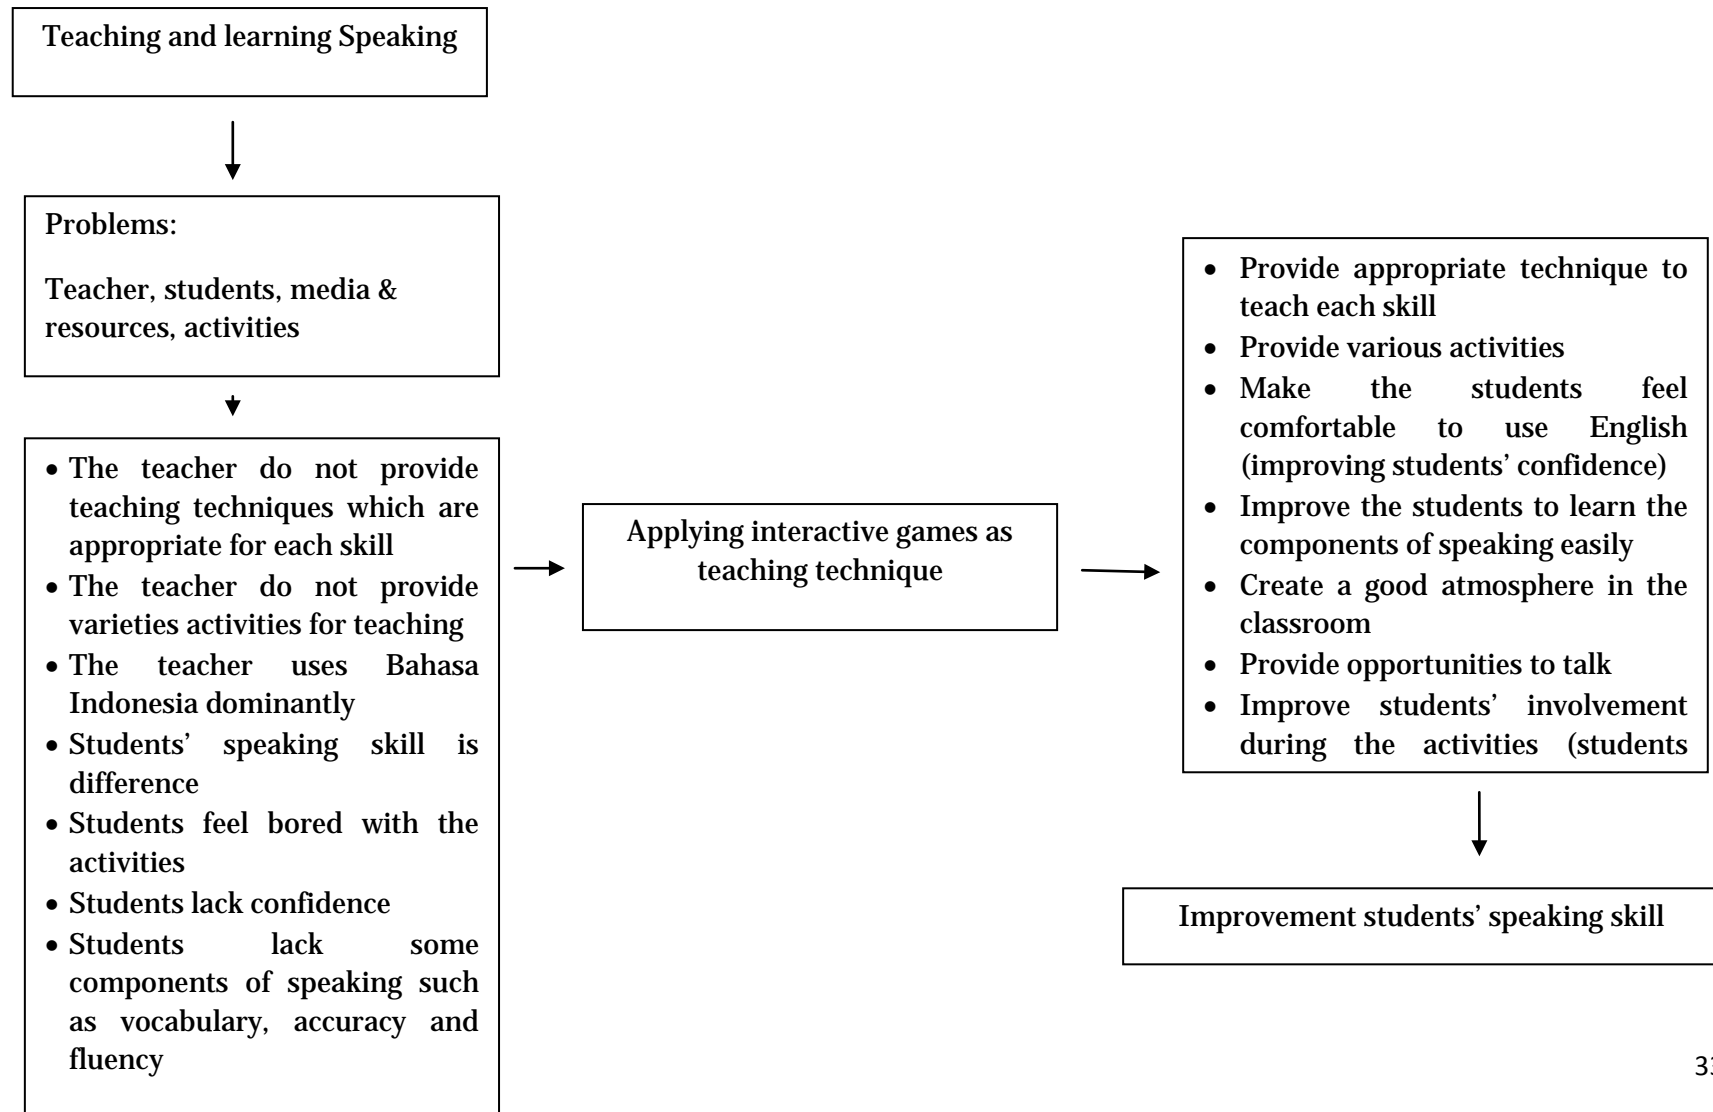 Teaching and learning Speaking
Problems:
Teacher, students, media &
resources, activities
• The teacher do not provide
teaching techniques which are
appropriate for each skill
• The teacher do not provide
varieties activities for teaching
• The teacher uses Bahasa
Indonesia dominantly
• Students’ speaking skill is
difference
• Students feel bored with the
activities
• Students lack confidence
• Students lack some
components of speaking such
as vocabulary, accuracy and
fluency
Applying interactive games as
teaching technique
• Provide appropriate technique to
teach each skill
• Provide various activities
• Make the students feel
comfortable to use English
(improving students’ confidence)
• Improve the students to learn the
components of speaking easily
• Create a good atmosphere in the
classroom
• Provide opportunities to talk
• Improve students’ involvement
during the activities (students
Improvement students’ speaking skill